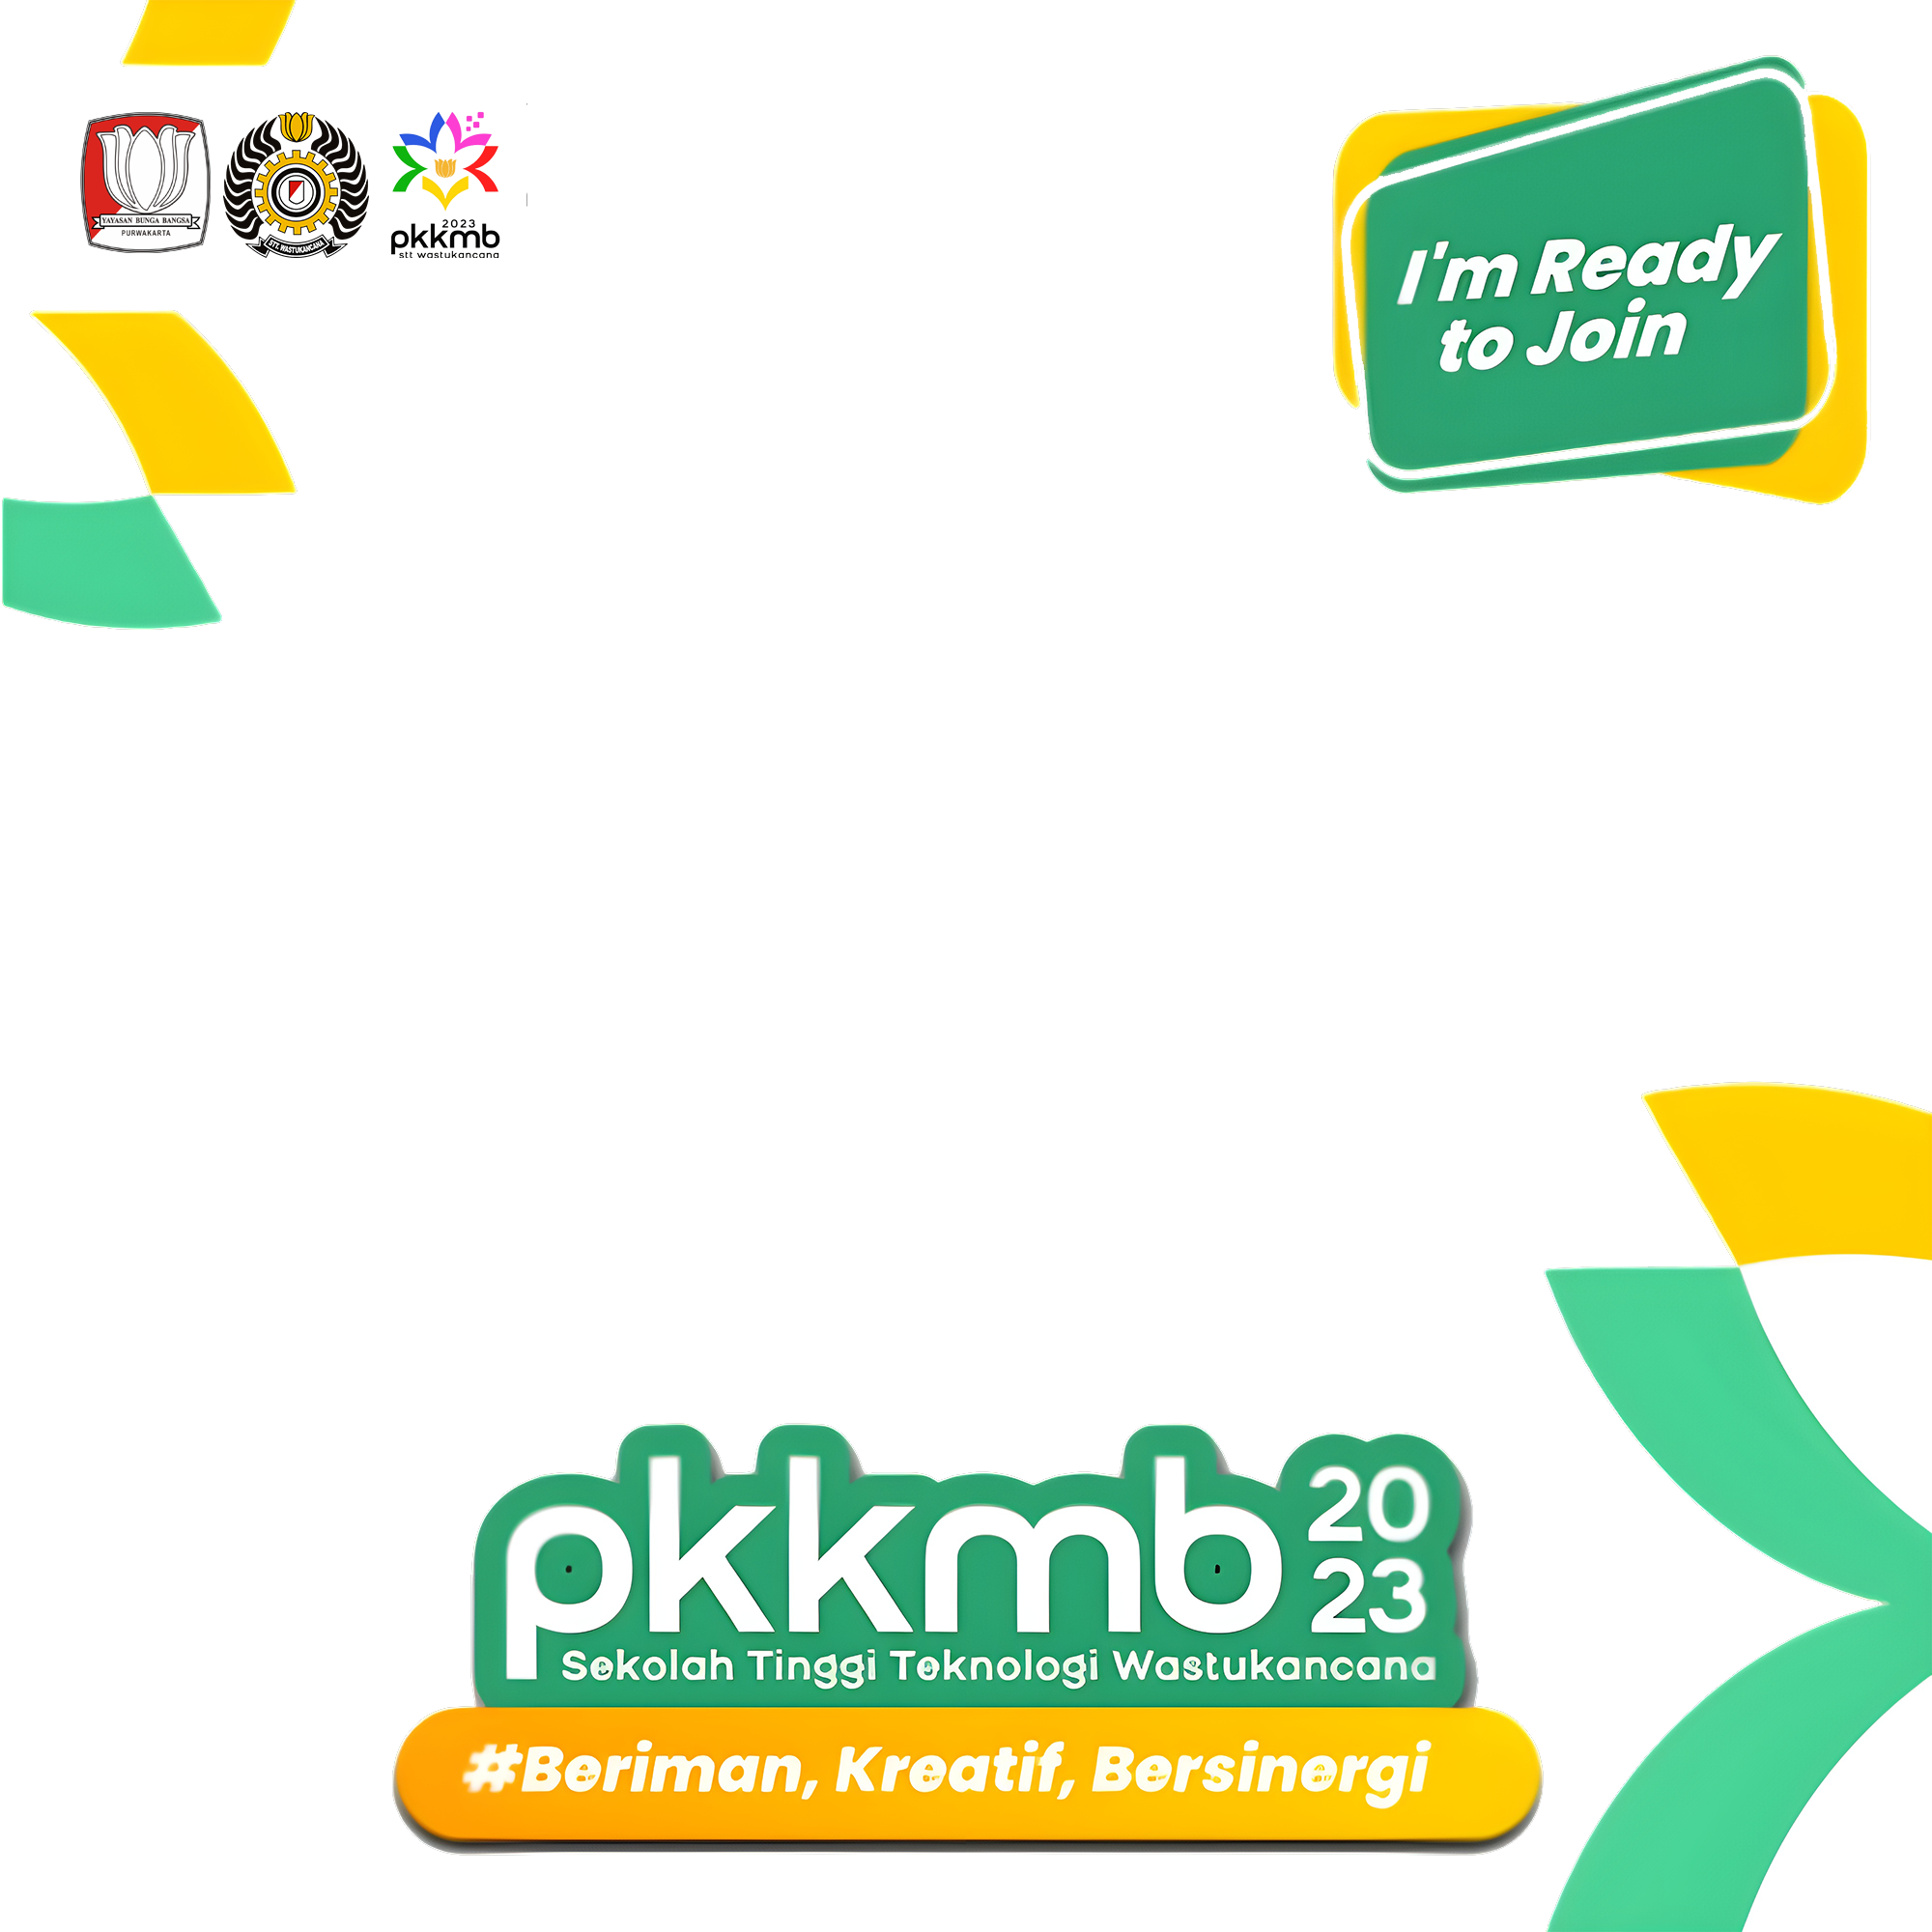 YAYASAN BUNGA BANGSA
PURWAKARTA
STT. WASTUKANCANA
2023
pkkmb
stt wastukancana
I'm Ready
to Join
pkkmb
20
23
Sekolah Tinggi Teknologi Wastukancana
#Beriman, Kreatif, Bersinergi